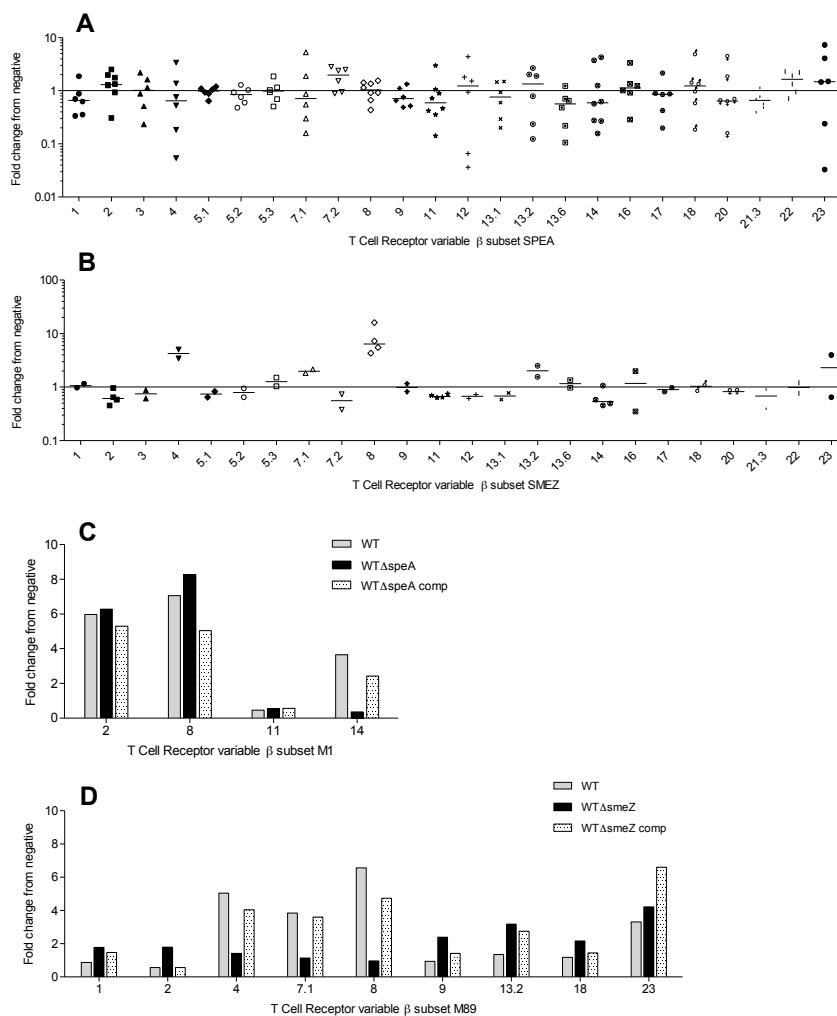 A
Fold change from negative
10
1
0.1
0.01
1 2 3 4 5.1 5.2 5.3 7.1 7.2 8 9 11 12 13.1 13.2 13.6 14 16 17 18 20 21.3 22 23
T Cell Receptor variable β subset SPEA
B
Fold change from negative
100
10
1
0.1
1 2 3 4 5.1 5.2 5.3 7.1 7.2 8 9 11 12 13.1 13.2 13.6 14 16 17 18 20 21.3 22 23
T Cell Receptor variable β subset SMEZ
C
WT
WTΔspeA
WTΔspeA comp
Fold change from negative
10
8
6
4
2
0
2 8 11 14
T Cell Receptor variable β subset M1
D
WT
WTΔsmeZ
WTΔsmeZ comp
Fold change from negative
10
8
6
4
2
0
1 2 4 7.1 8 9 13.2 18 23
T Cell Receptor variable β subset M89